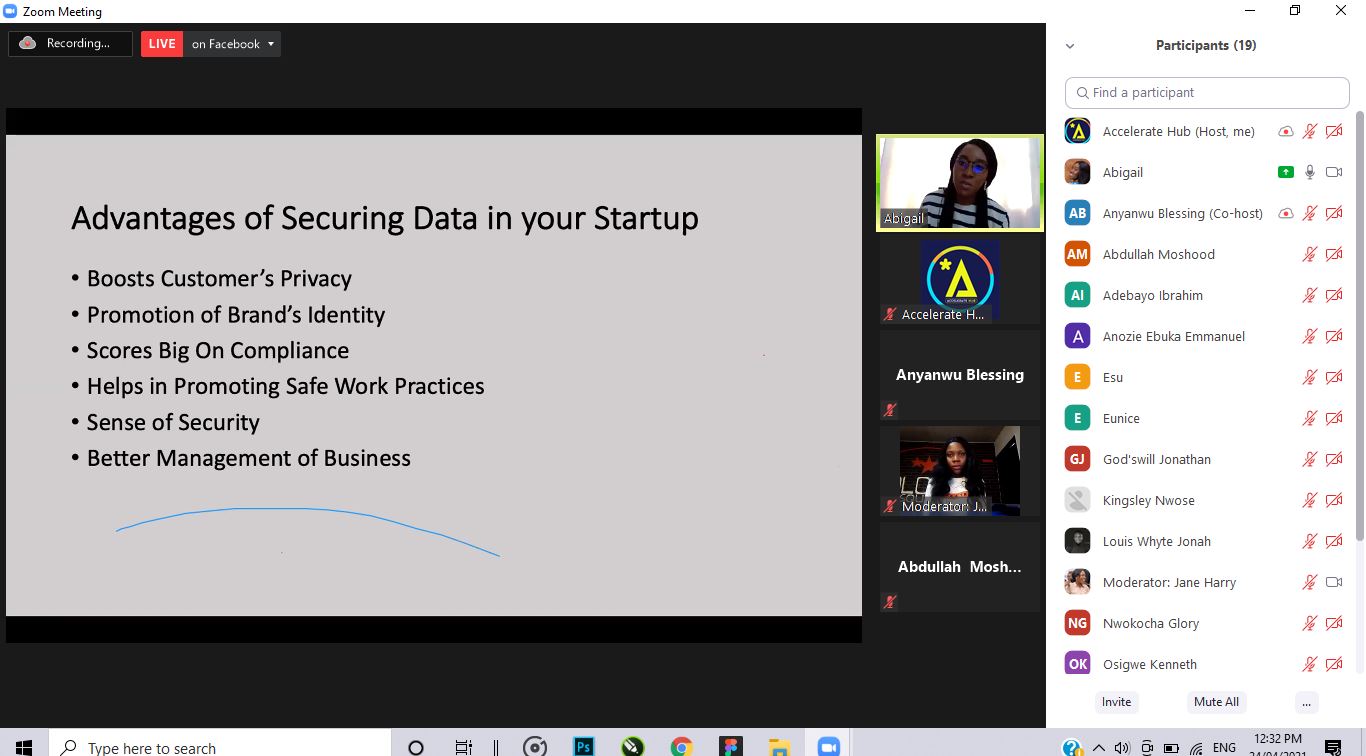 Zoom Meeting
Recording...
LIVE on Facebook
Participants (19)
Find a participant
Advantages of Securing Data in your Startup
• Boosts Customer's Privacy
• Promotion of Brand's Identity
• Scores Big On Compliance
• Helps in Promoting Safe Work Practices
• Sense of Security
• Better Management of Business
Abigail
A
ACCELERATE HUB
Accelerate H...
Anyanwu Blessing
Moderator: J...
Abdullah Mosh...
Accelerate Hub (Host, me)
Abigail
AB Anyanwu Blessing (Co-host)
AM Abdullah Moshood
AI Adebayo Ibrahim
A Anozie Ebuka Emmanuel
E Esu
E Eunice
GJ God'swill Jonathan
Kingsley Nwose
Louis Whyte Jonah
Moderator: Jane Harry
NG Nwokocha Glory
OK Osigwe Kenneth
Invite
Mute All
...
Type here to search
Ps
ENG
12:32 PM
24/04/2021